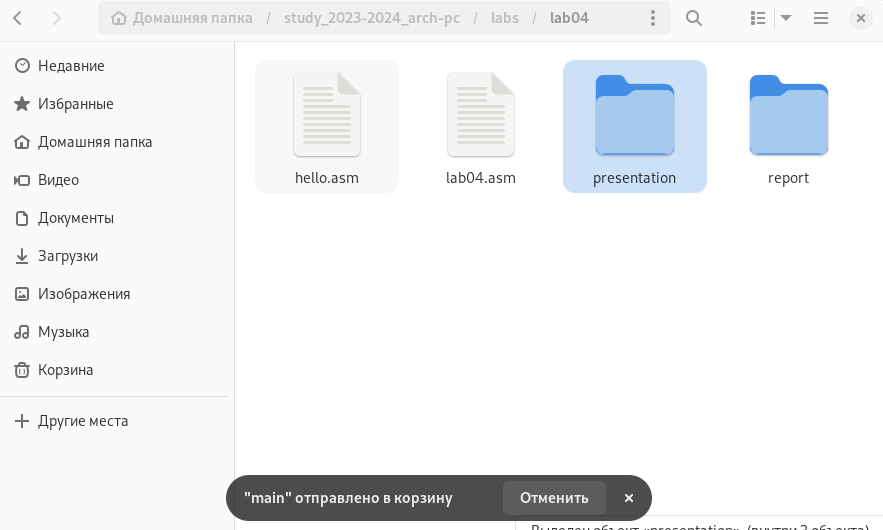 Домашняя папка / study_2023-2024_arch-pc / labs / lab04
Недавние
Избранные
Домашняя папка
Видео
Документы
Загрузки
Изображения
Музыка
Корзина
Другие места
hello.asm
lab04.asm
presentation
report
"main" отправлено в корзину
Отменить
Выделен объект «presentation» (внутри 3 объекта)